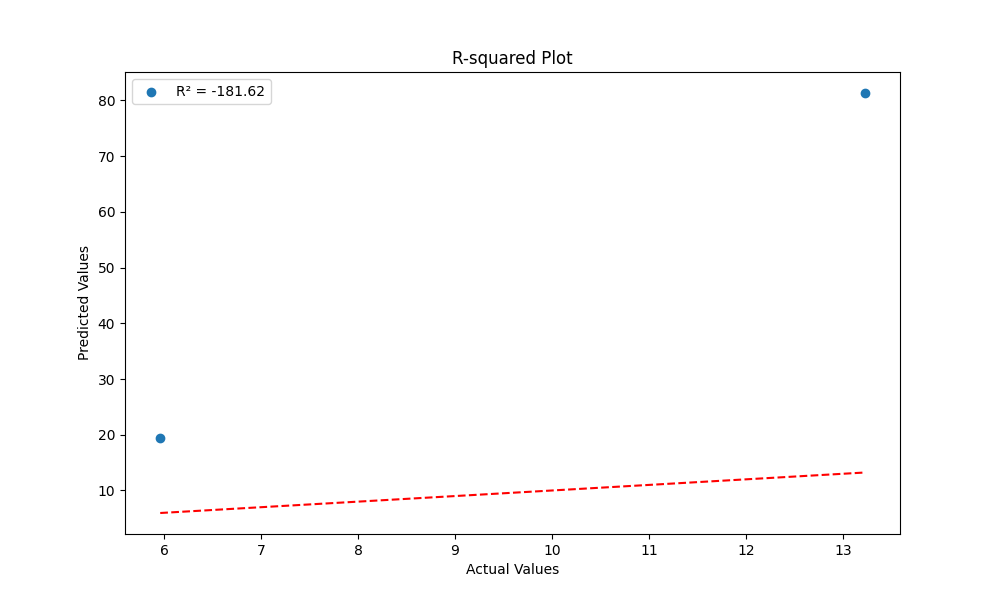 R-squared Plot
R² = -181.62
80
70
60
50
40
30
20
10
Predicted Values
6 7 8 9 10 11 12 13
Actual Values